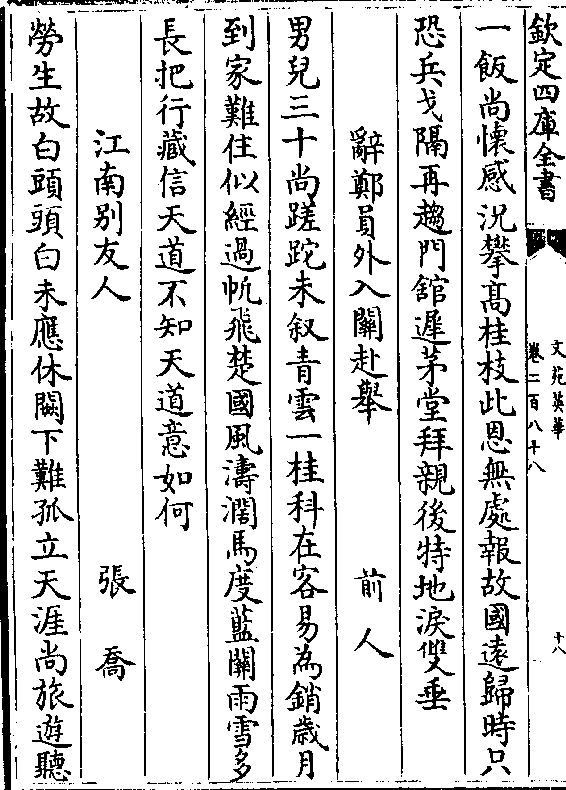 欽定四庫全書
文苑英華
卷二百八十八
十八
一飯尚懷感況攀髙桂枝此恩無處報故國遠歸時只
恐兵戈隔再趨門館遲茅堂拜親後特地淚雙垂
辭鄭員外入關赴舉 前人
男兒三十尚蹉跎未叙青雲一桂科在客易為銷歲月
到家難住似經過帆飛楚國風濤濶馬度藍關雨雪多
長把行藏信天道不知天道意如何
江南别友人 張喬
勞生故白頭頭白未應休闕下難孤立天涯尚旅遊聽